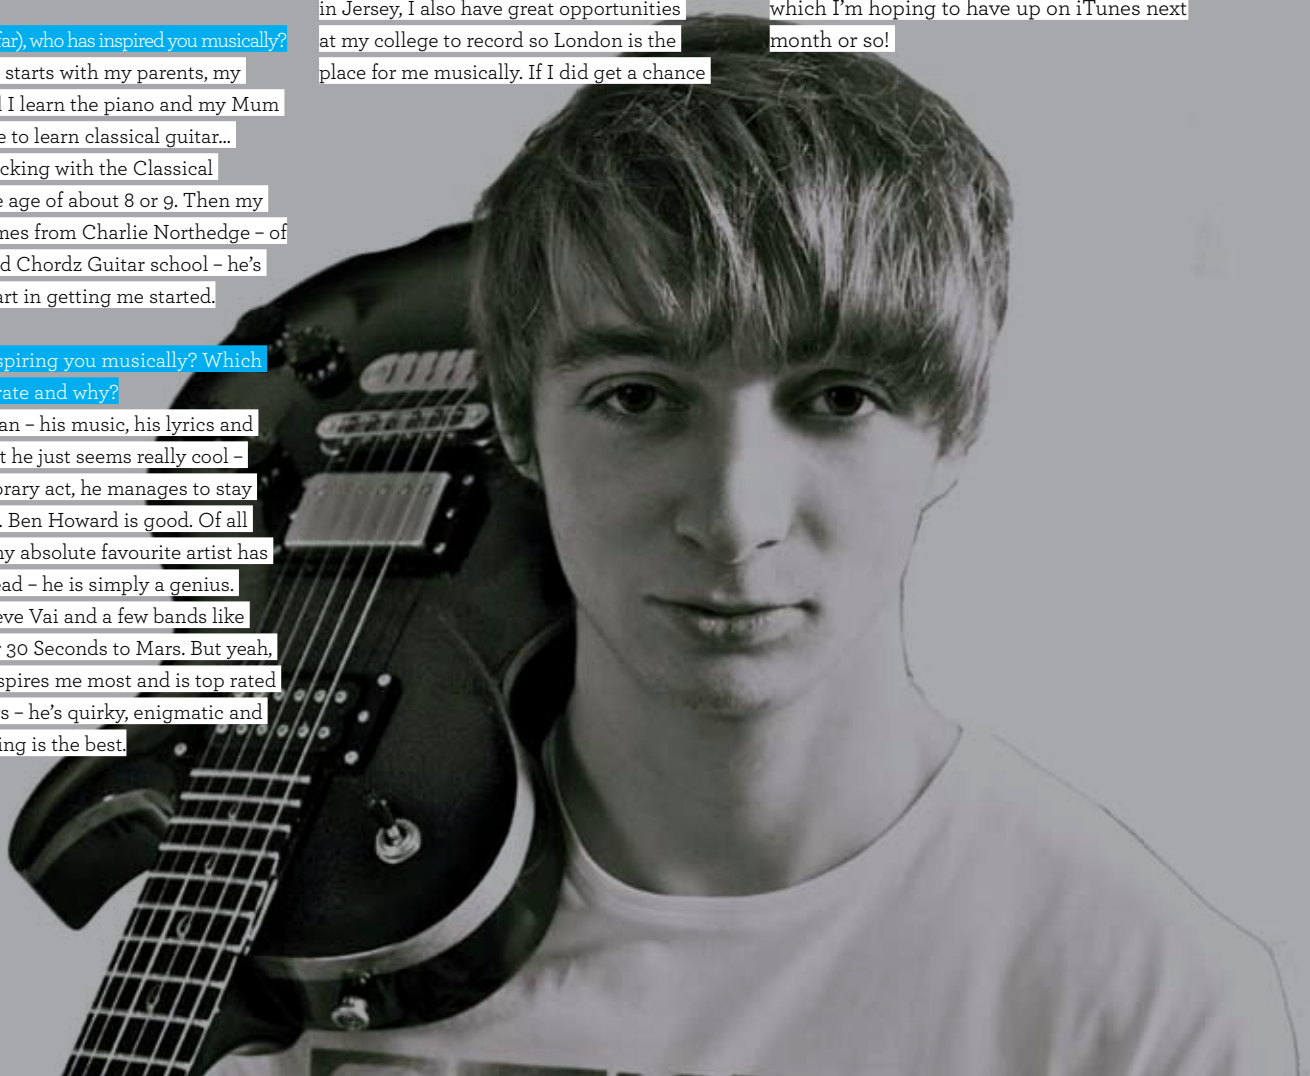 far), who has inspired you musically?
starts with my parents, my
I learn the piano and my Mum
to learn classical guitar...
cking with the Classical
age of about 8 or 9. Then my
mes from Charlie Northedge – of
d Chordz Guitar school – he's
art in getting me started.
spiring you musically? Which
rate and why?
an – his music, his lyrics and
t he just seems really cool –
orary act, he manages to stay
. Ben Howard is good. Of all
my absolute favourite artist has
ead – he is simply a genius.
eve Vai and a few bands like
30 Seconds to Mars. But yeah,
spires me most and is top rated
s – he's quirky, enigmatic and
ing is the best.
in Jersey, I also have great opportunities
at my college to record so London is the
place for me musically. If I did get a chance
which I'm hoping to have up on iTunes next
month or so!